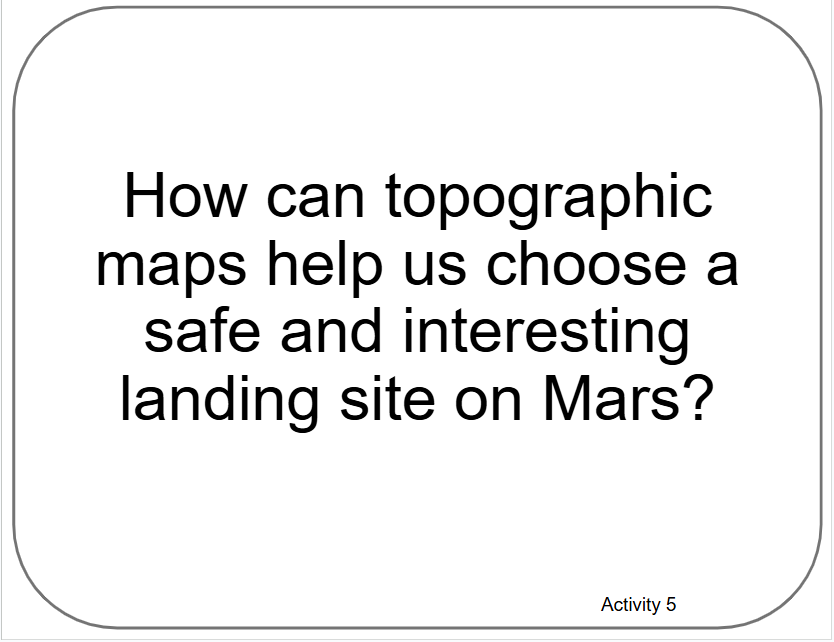 How can topographic
maps help us choose a
safe and interesting
landing site on Mars?
Activity 5